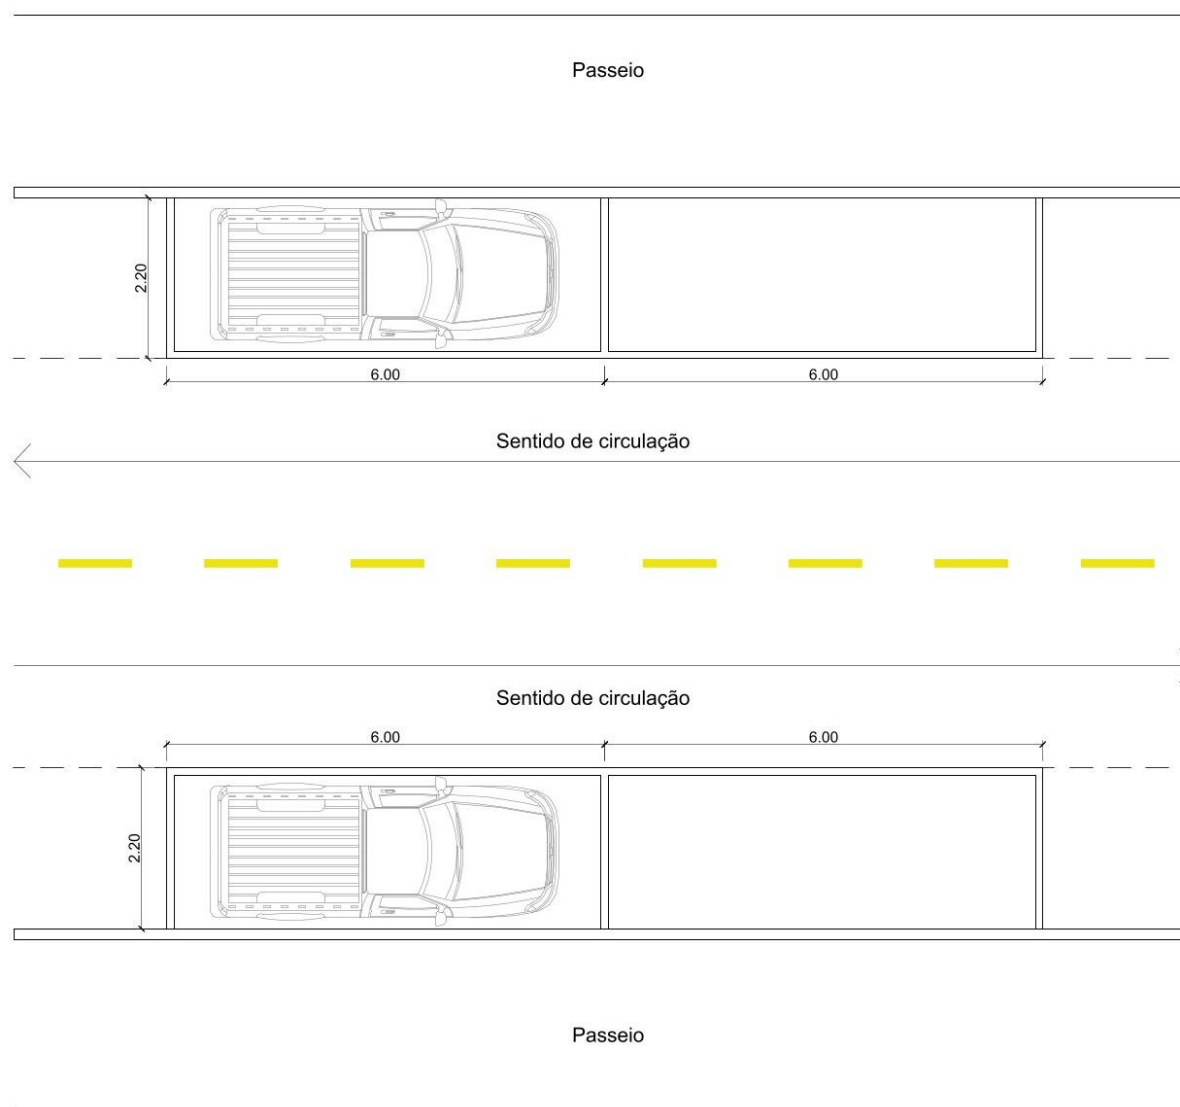 Passeio
2.20
6.00 6.00
Sentido de circulação
Sentido de circulação
6.00 6.00
2.20
Passeio